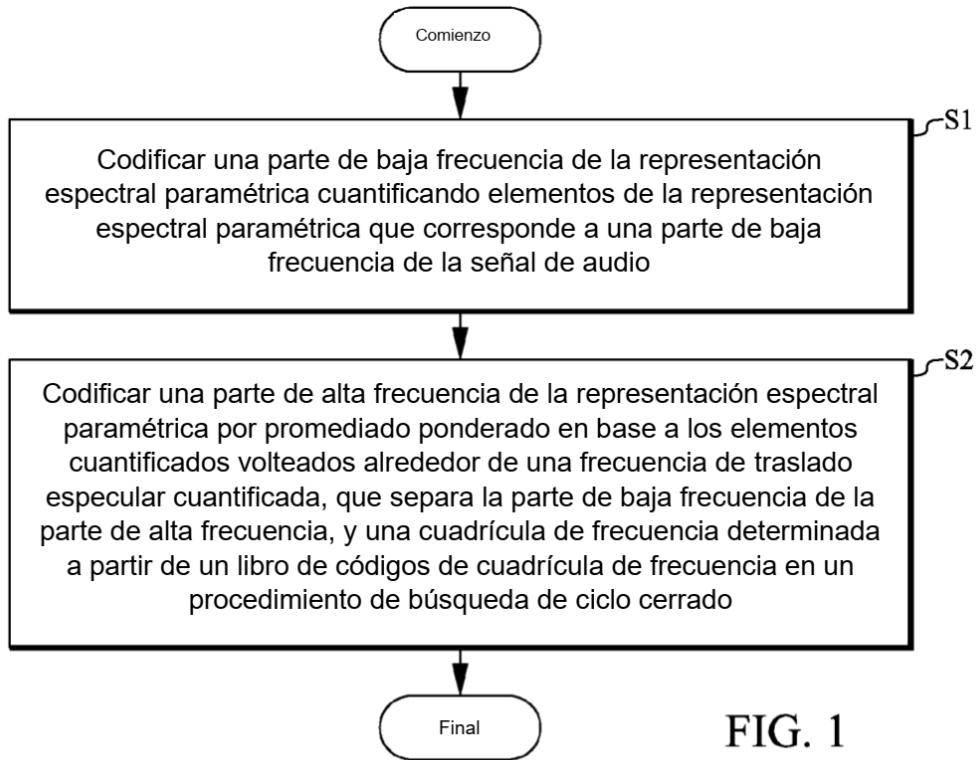 Comienzo
S1
Codificar una parte de baja frecuencia de la representación
espectral paramétrica cuantificando elementos de la representación
espectral paramétrica que corresponde a una parte de baja
frecuencia de la señal de audio
S2
Codificar una parte de alta frecuencia de la representación espectral
paramétrica por promediado ponderado en base a los elementos
cuantificados volteados alrededor de una frecuencia de traslado
especular cuantificada, que separa la parte de baja frecuencia de la
parte de alta frecuencia, y una cuadrícula de frecuencia determinada
a partir de un libro de códigos de cuadrícula de frecuencia en un
procedimiento de búsqueda de ciclo cerrado
Final
FIG. 1